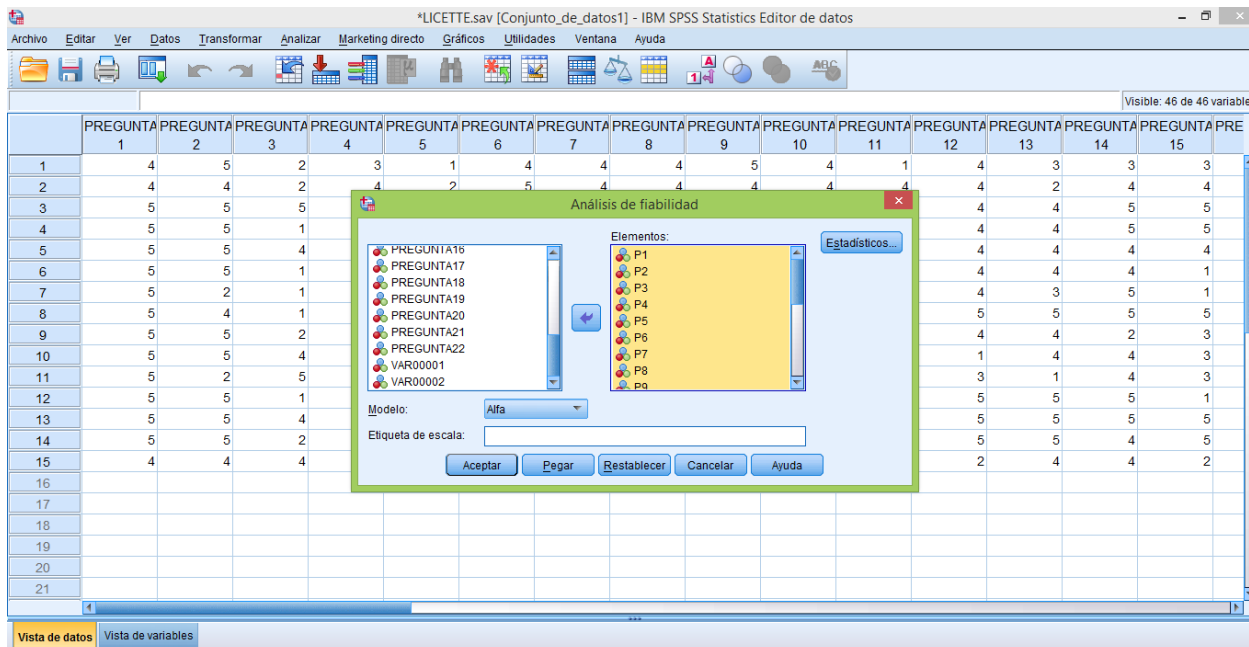 *LICETTE.sav [Conjunto_de_datos1] - IBM SPSS Statistics Editor de datos
Archivo Editar Ver Datos Transformar Analizar Marketing directo Gráficos Utilidades Ventana Ayuda
Visible: 46 de 46 variable
PREGUNTA PREGUNTA PREGUNTA PREGUNTA PREGUNTA PREGUNTA PREGUNTA PREGUNTA PREGUNTA PREGUNTA PREGUNTA PREGUNTA PREGUNTA PREGUNTA PREGUNTA PRE
1 2 3 4 5 6 7 8 9 10 11 12 13 14 15
1 4 5 2 3 1 4 4 4 5 4 1 4 3 3 3
2 4 4 2 4 2 5 4 4 4 4 4 4 2 4 4
3 5 5 5 4 4 5 5
4 5 5 1 4 4 5 5
5 5 5 4 4 4 4 4
6 5 5 1 4 4 4 1
7 5 2 1 4 3 5 1
8 5 4 1 5 5 5 5
9 5 5 2 4 4 2 3
10 5 5 4 1 4 4 3
11 5 2 5 3 1 4 3
12 5 5 1 5 5 5 1
13 5 5 4 5 5 5 5
14 5 5 2 5 5 4 5
15 4 4 4 2 4 4 2
16
17
18
19
20
21
Análisis de fiabilidad
PREGUNTA16
PREGUNTA17
PREGUNTA18
PREGUNTA19
PREGUNTA20
PREGUNTA21
PREGUNTA22
VAR00001
VAR00002
Elementos:
P1
P2
P3
P4
P5
P6
P7
P8
P9
Estadísticos...
Modelo: Alfa
Etiqueta de escala:
Aceptar Pegar Restablecer Cancelar Ayuda
Vista de datos Vista de variables